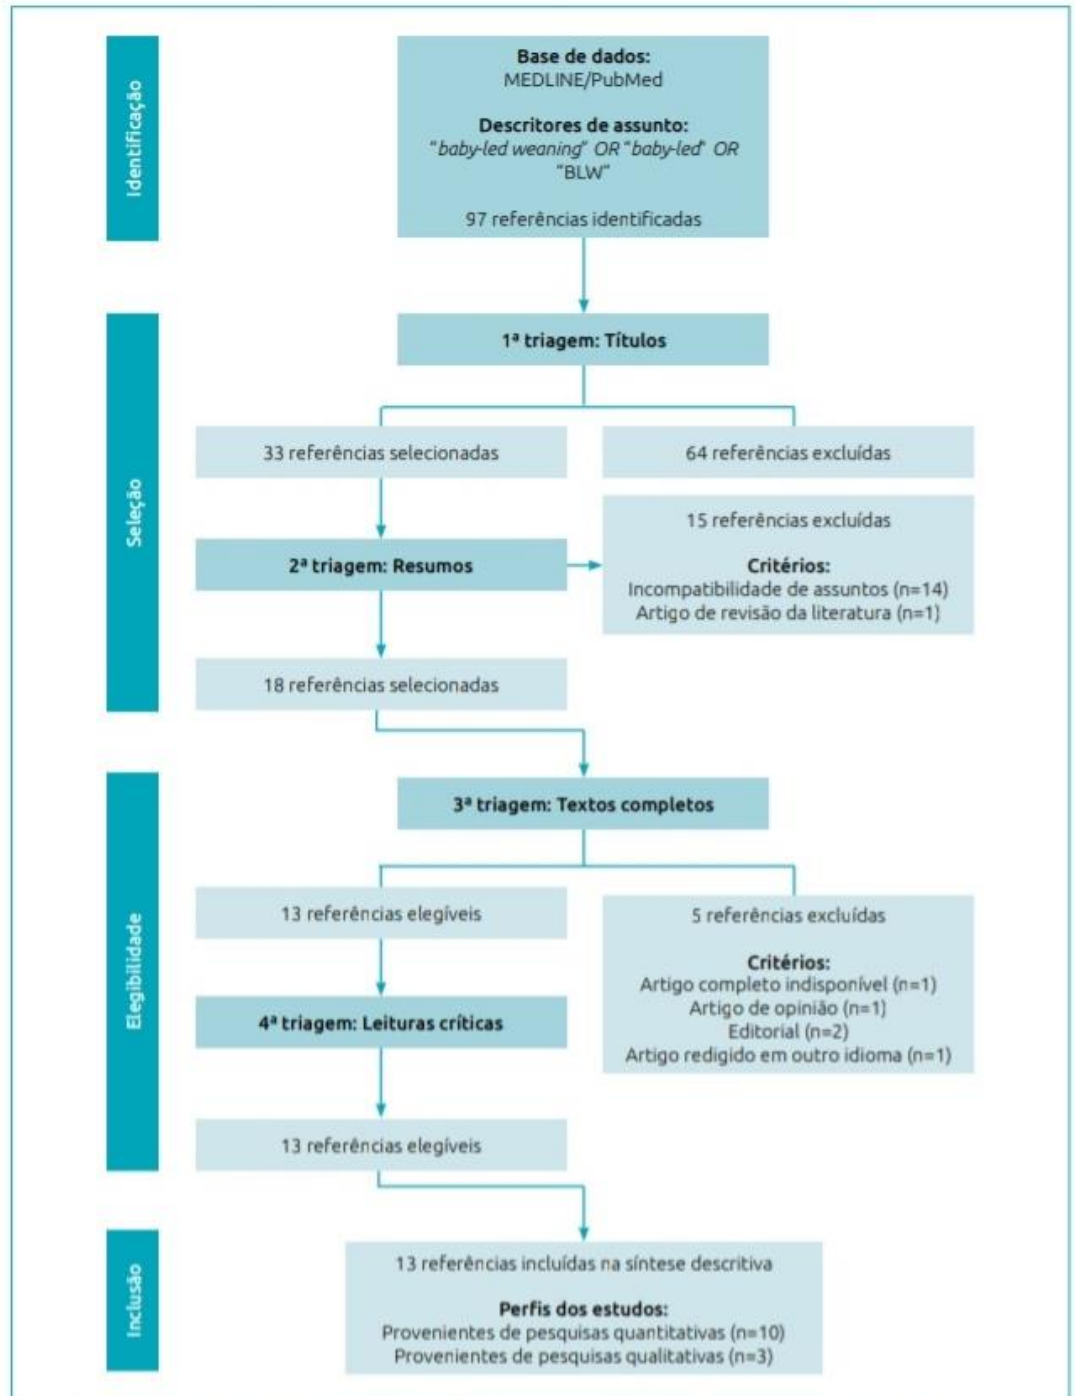 Identificação
Base de dados:
MEDLINE/PubMed
Descritores de assunto:
"baby-led weaning" OR "baby-led" OR
"BLW"
97 referências identificadas
Seleção
1ª triagem: Títulos
33 referências selecionadas
64 referências excluídas
2ª triagem: Resumos
15 referências excluídas
Critérios:
Incompatibilidade de assuntos (n=14)
Artigo de revisão da literatura (n=1)
18 referências selecionadas
Elegibilidade
3ª triagem: Textos completos
13 referências elegíveis
5 referências excluídas
Critérios:
Artigo completo indisponível (n=1)
Artigo de opinião (n=1)
Editorial (n=2)
Artigo redigido em outro idioma (n=1)
4ª triagem: Leituras críticas
13 referências elegíveis
Inclusão
13 referências incluídas na síntese descritiva
Perfis dos estudos:
Provenientes de pesquisas quantitativas (n=10)
Provenientes de pesquisas qualitativas (n=3)